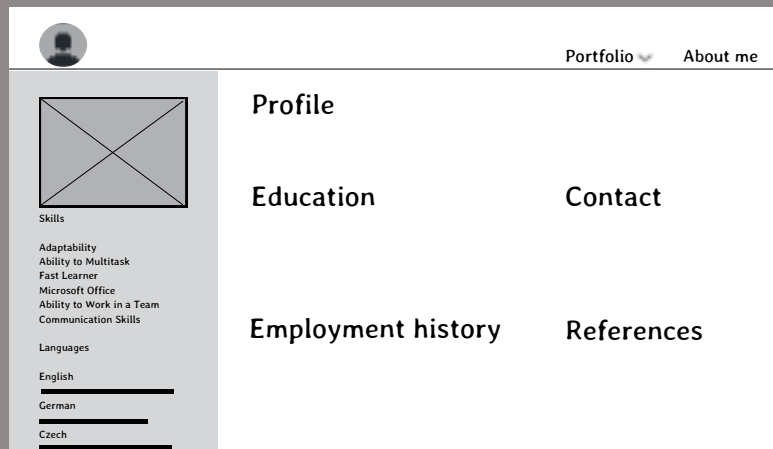 Portfolio
About me
Skills
Adaptability
Ability to Multitask
Fast Learner
Microsoft Office
Ability to Work in a Team
Communication Skills
Languages
English
German
Czech
Profile
Education
Contact
Employment history
References